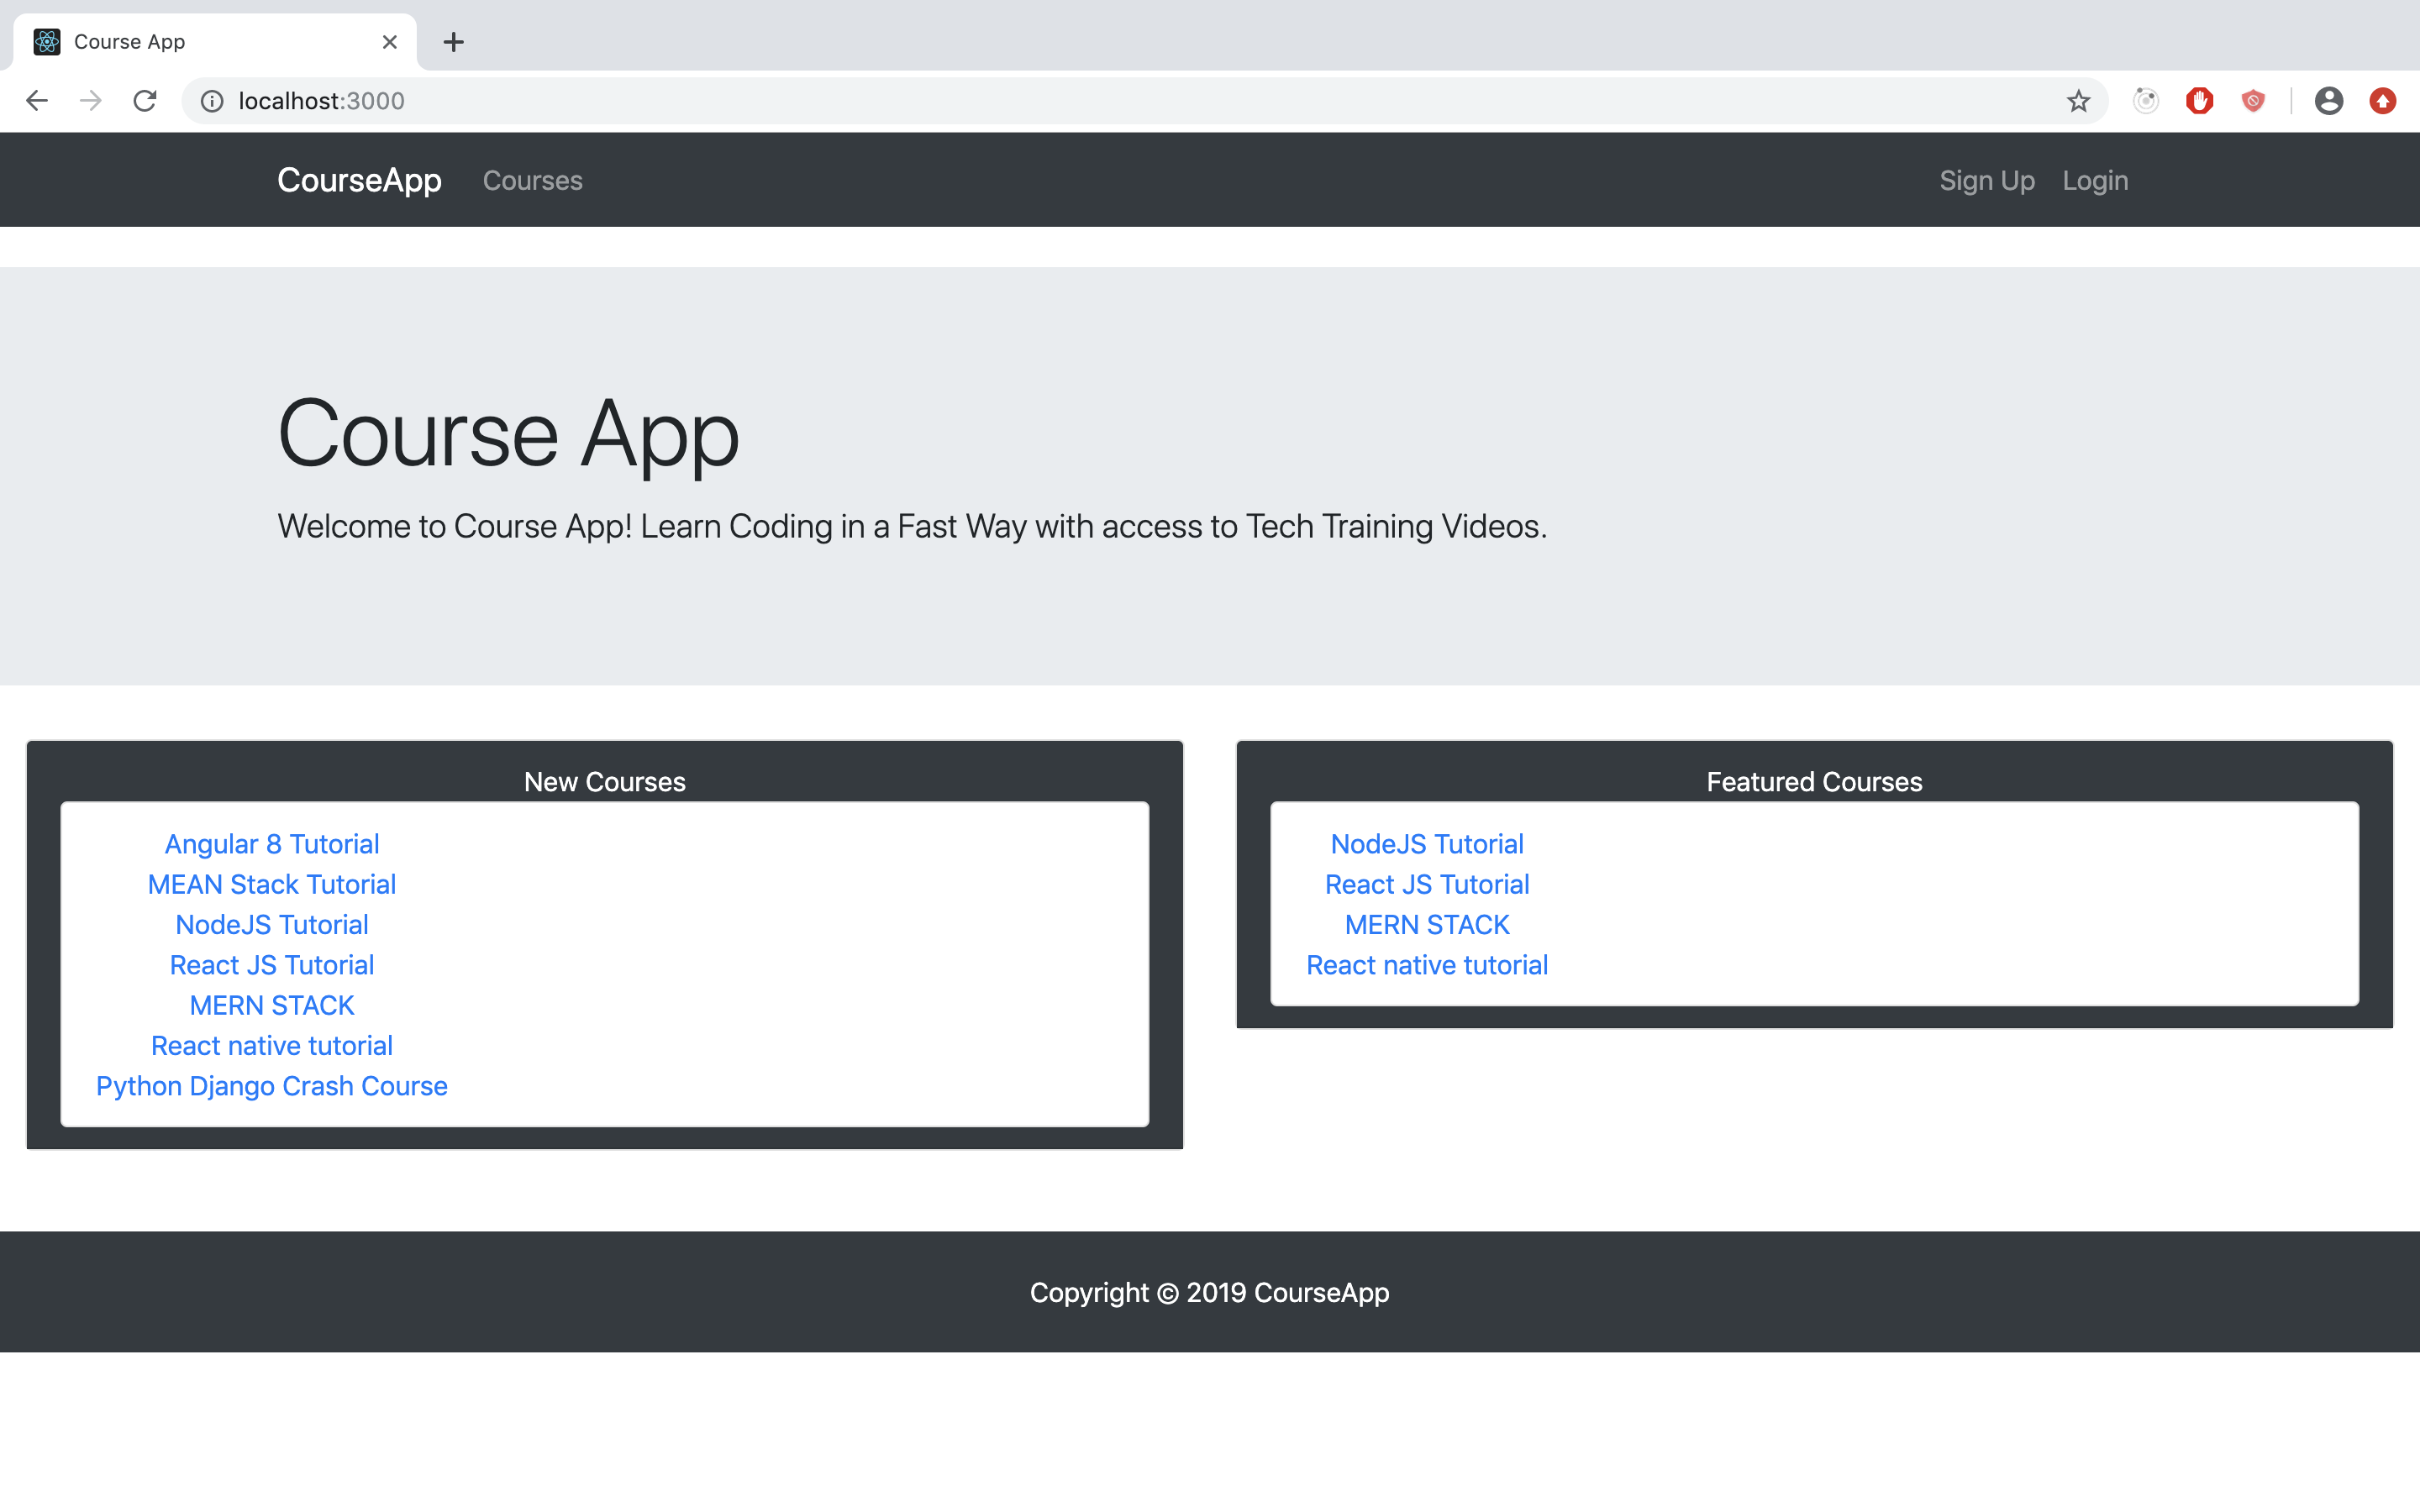 Course App
localhost:3000
CourseApp Courses Sign Up Login
Course App
Welcome to Course App! Learn Coding in a Fast Way with access to Tech Training Videos.
New Courses
Angular 8 Tutorial
MEAN Stack Tutorial
NodeJS Tutorial
React JS Tutorial
MERN STACK
React native tutorial
Python Django Crash Course
Featured Courses
NodeJS Tutorial
React JS Tutorial
MERN STACK
React native tutorial
Copyright © 2019 CourseApp